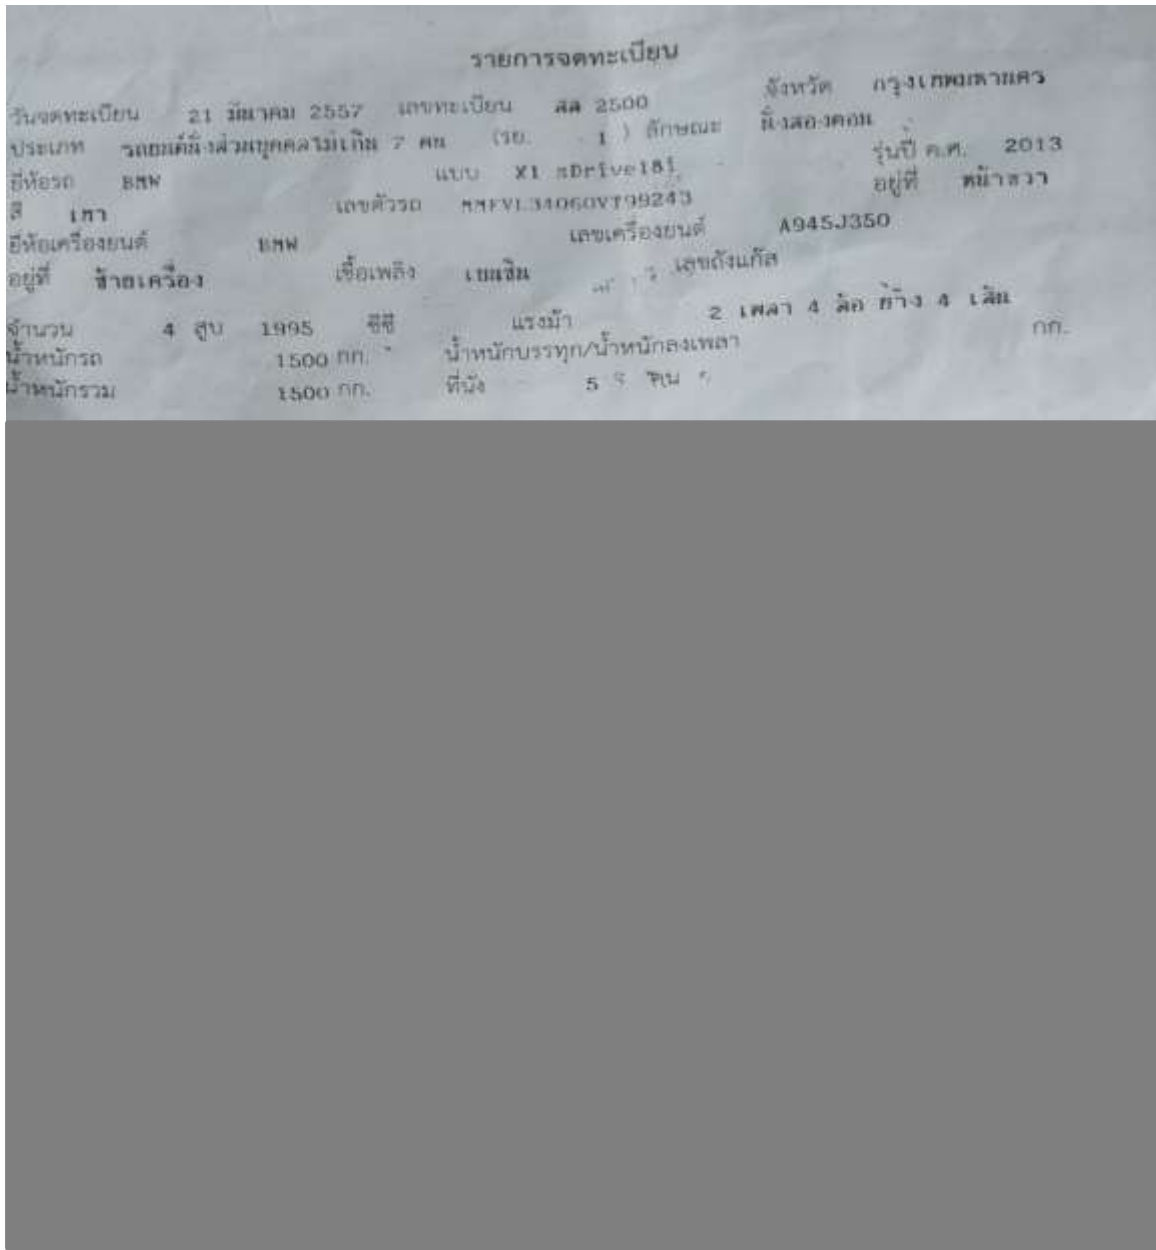 รายการจดทะเบียน
วันจดทะเบียน 21 มีนาคม 2557 เลขทะเบียน สส 2500 จังหวัด กรุงเทพมหานคร
ประเภท รถยนต์นั่งส่วนบุคคลไม่เกิน 7 คน (รย. 1 ) ลักษณะ นั่งสองตอน
ยี่ห้อรถ BMW แบบ X1 sDrive18i รุ่นปี ค.ศ. 2013
สี เทา เลขตัวรถ อยู่ที่ หน้าขวา
ยี่ห้อเครื่องยนต์ BMW เลขเครื่องยนต์ A945J350
อยู่ที่ ซ้ายเครื่อง เชื้อเพลิง เบนซิน เลขถังแก๊ส
จำนวน 4 สูบ 1995 ซีซี แรงม้า 2 เพลา 4 ล้อ ยาง 4 เส้น
น้ำหนักรถ 1500 กก. น้ำหนักบรรทุก/น้ำหนักลงเพลา กก.
น้ำหนักรวม 1500 กก. ที่นั่ง 5 คน